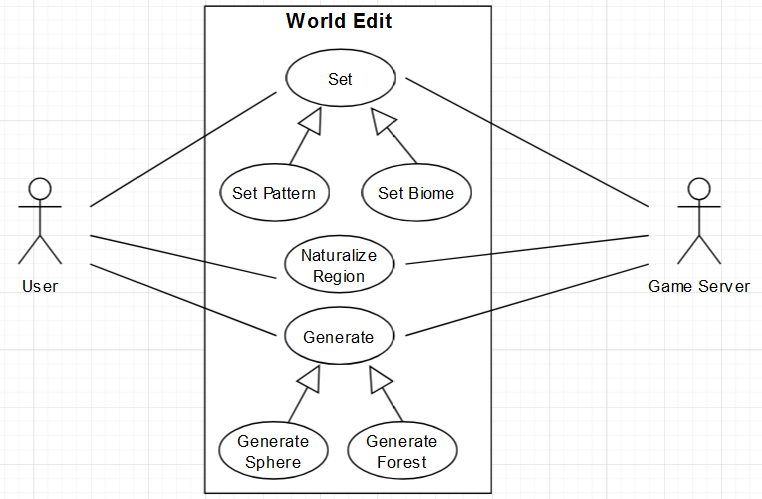 World Edit
Set
Set Pattern
Set Biome
Naturalize
Region
User
Game Server
Generate
Generate
Sphere
Generate
Forest